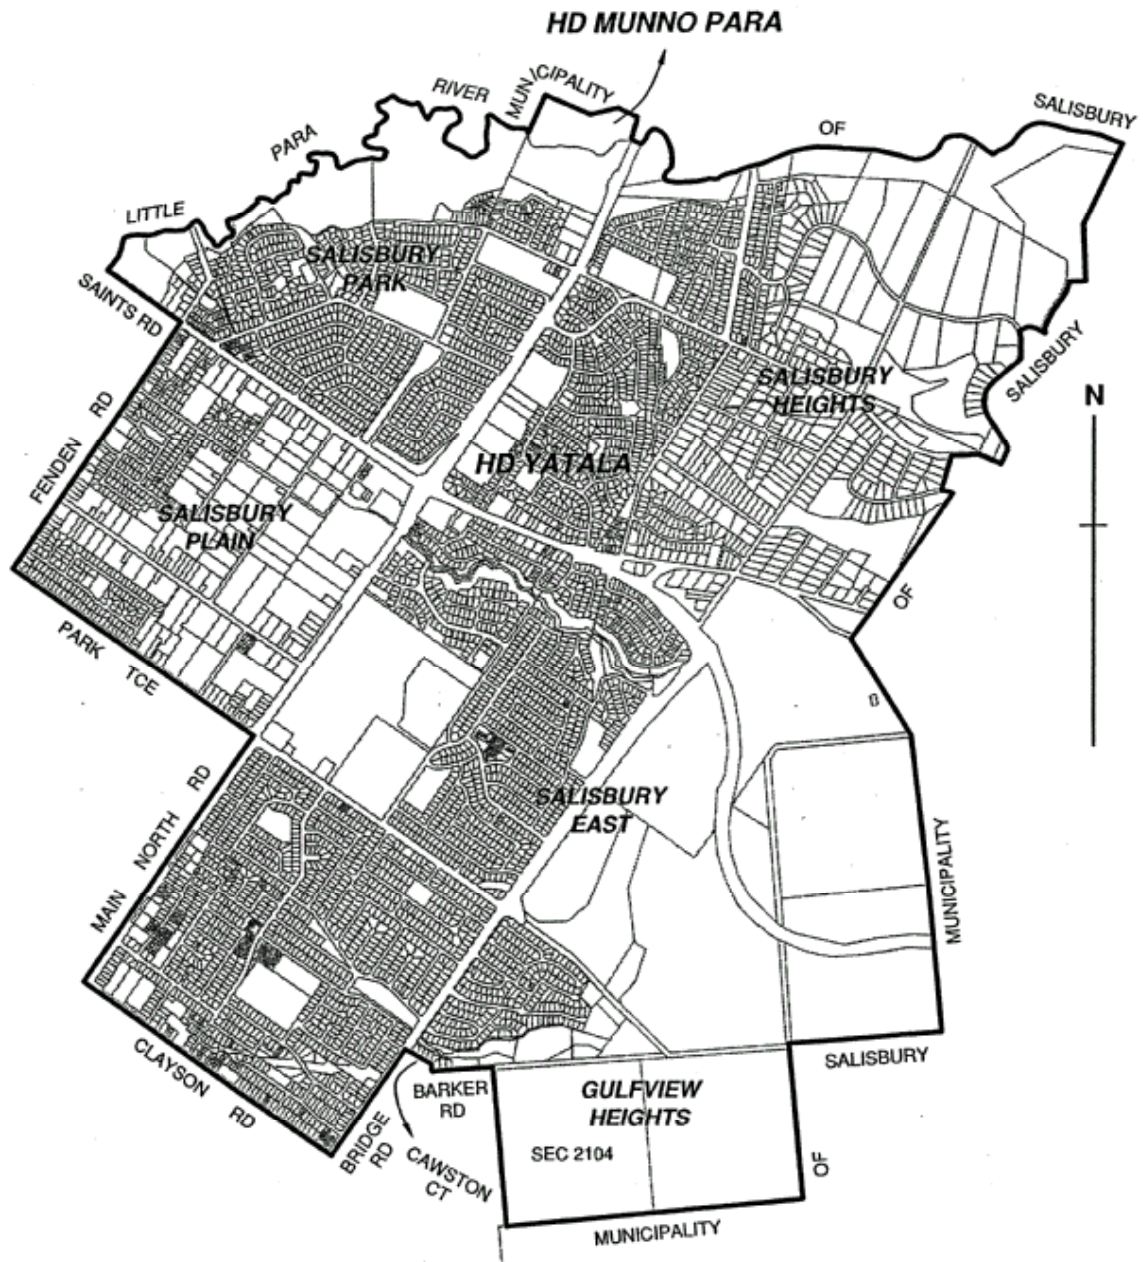 HD MUNNO PARA
MUNICIPALITY
RIVER
SALISBURY
OF
PARA
LITTLE
SALISBURY
PARK
SAINTS RD
SALISBURY
SALISBURY
HEIGHTS
N
FENDEN RD
HD YATALA
SALISBURY
PLAIN
OF
PARK TCE
MAIN NORTH RD
SALISBURY
EAST
MUNICIPALITY
CLAYSON RD
SALISBURY
BARKER
RD
GULFVIEW
HEIGHTS
BRIDGE
RD
SEC 2104
OF
CAWSTON
CT
MUNICIPALITY